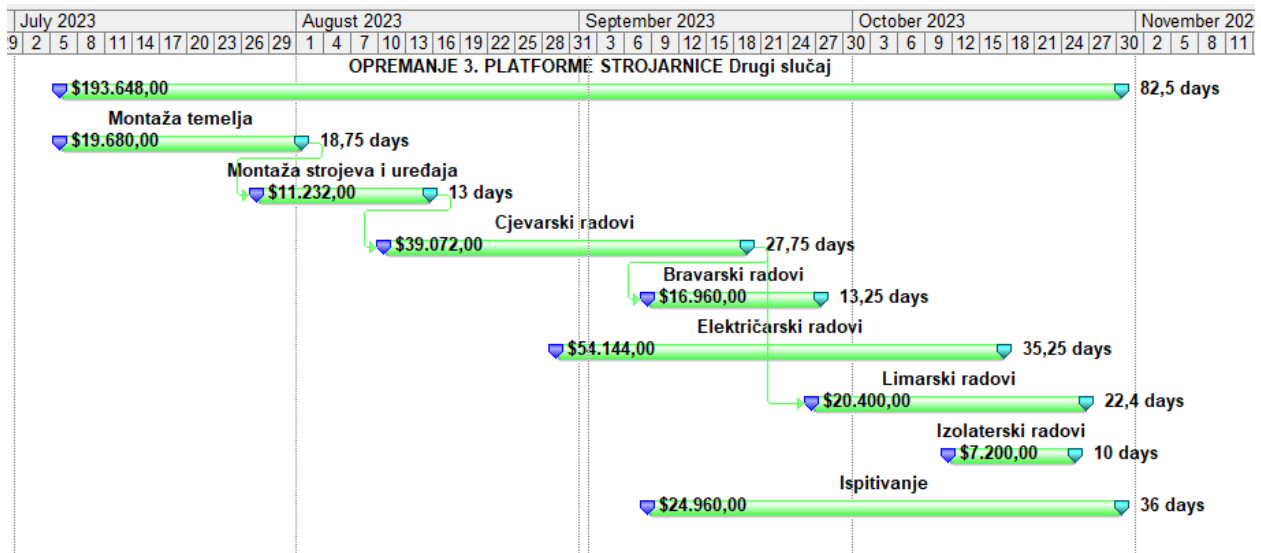 July 2023 August 2023 September 2023 October 2023 November 202
29 2 5 8 11 14 17 20 23 26 29 1 4 7 10 13 16 19 22 25 28 31 3 6 9 12 15 18 21 24 27 30 3 6 9 12 15 18 21 24 27 30 2 5 8 11
OPREMANJE 3. PLATFORME STROJARNICE Drugi slučaj
$193.648,00 82,5 days
Montaža temelja
$19.680,00 18,75 days
Montaža strojeva i uređaja
$11.232,00 13 days
Cjevarski radovi
$39.072,00 27,75 days
Bravarski radovi
$16.960,00 13,25 days
Električarski radovi
$54.144,00 35,25 days
Limarski radovi
$20.400,00 22,4 days
Izolaterski radovi
$7.200,00 10 days
Ispitivanje
$24.960,00 36 days